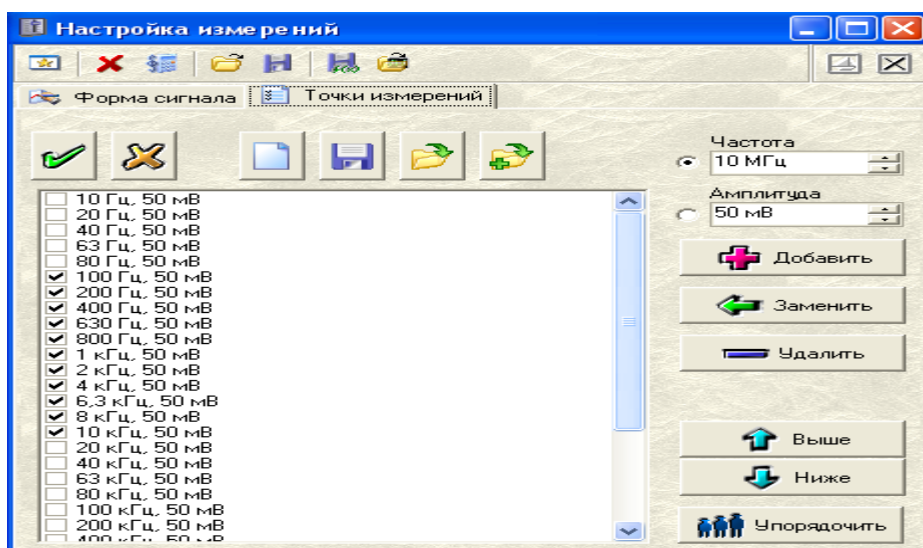 Настройка измерений
Форма сигнала
Точки измерений
Частота
10 МГц
Амплитуда
50 мВ
Добавить
Заменить
Удалить
Выше
Ниже
Упорядочить
10 Гц, 50 мВ
20 Гц, 50 мВ
40 Гц, 50 мВ
63 Гц, 50 мВ
80 Гц, 50 мВ
100 Гц, 50 мВ
200 Гц, 50 мВ
400 Гц, 50 мВ
630 Гц, 50 мВ
800 Гц, 50 мВ
1 кГц, 50 мВ
2 кГц, 50 мВ
4 кГц, 50 мВ
6,3 кГц, 50 мВ
8 кГц, 50 мВ
10 кГц, 50 мВ
20 кГц, 50 мВ
40 кГц, 50 мВ
63 кГц, 50 мВ
80 кГц, 50 мВ
100 кГц, 50 мВ
200 кГц, 50 мВ
400 кГц, 50 мВ